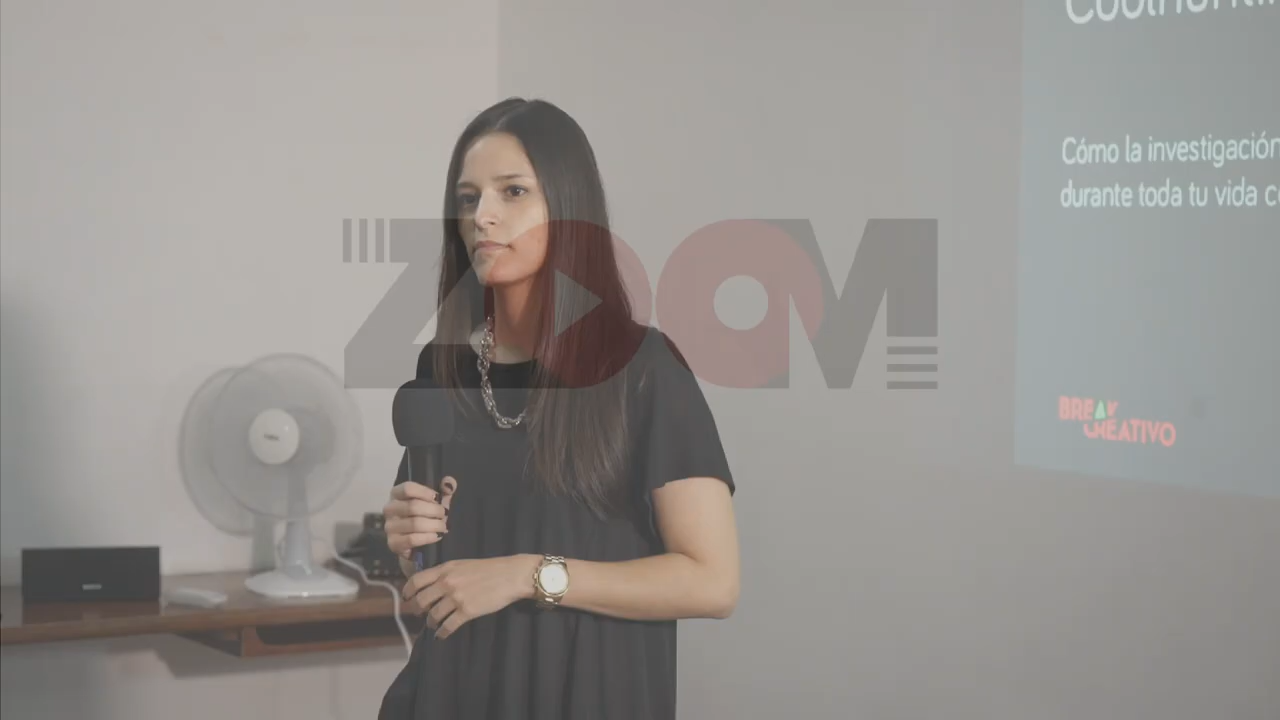 Cómo la investigación
durante toda tu vida
ZOOM
BREAK
CREATIVO